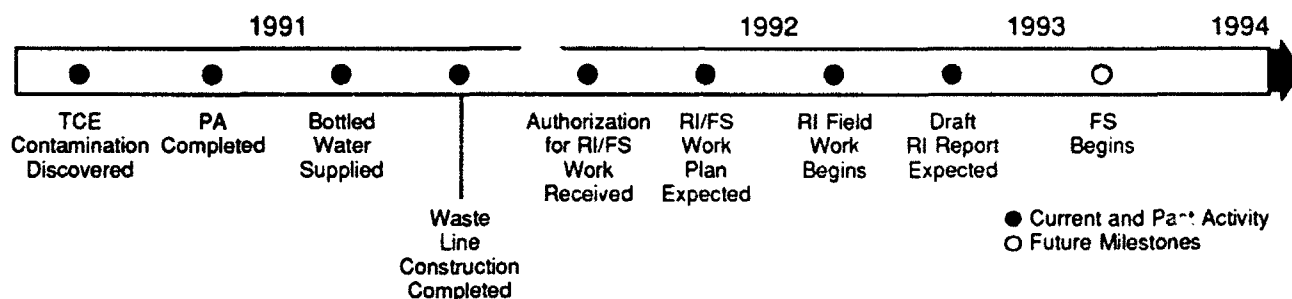 1991 1992 1993 1994
TCE
Contamination
Discovered
PA
Completed
Bottled
Water
Supplied
Waste
Line
Construction
Completed
Authorization
for RI/FS
Work
Received
RI/FS
Work
Plan
Expected
RI Field
Work
Begins
Draft
RI Report
Expected
FS
Begins
Current and Activity
Future Milestones